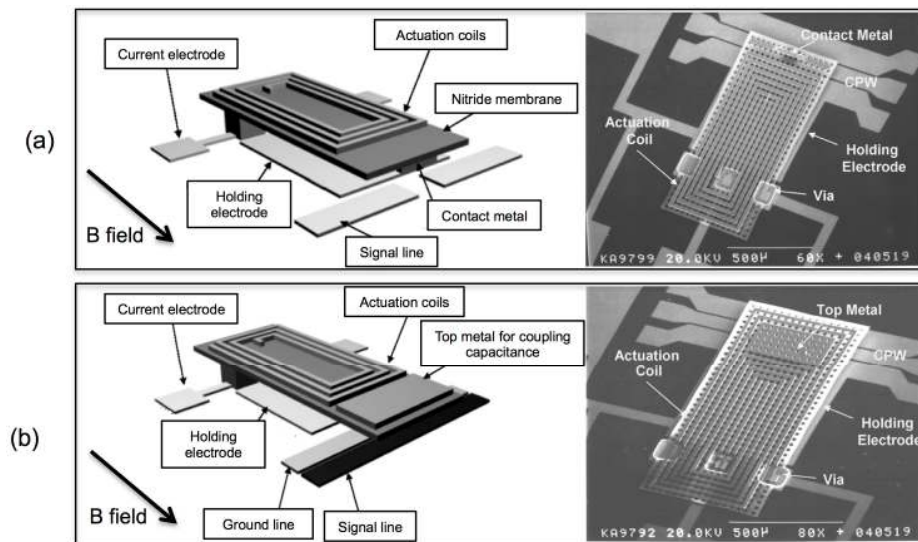 (a)
Current electrode
Actuation coils
Nitride membrane
Holding
electrode
Contact metal
Signal line
B field
Contact Metal
CPW
Actuation
Coil
Holding
Electrode
Via
KA9799 20.0KV 500μ 60X + 040519
(b)
Current electrode
Actuation coils
Top metal for coupling
capacitance
Holding
electrode
B field
Ground line
Signal line
Top Metal
Actuation
Coil
CPW
Holding
Electrode
Via
KA9792 20.0KV 500μ 80X + 040519